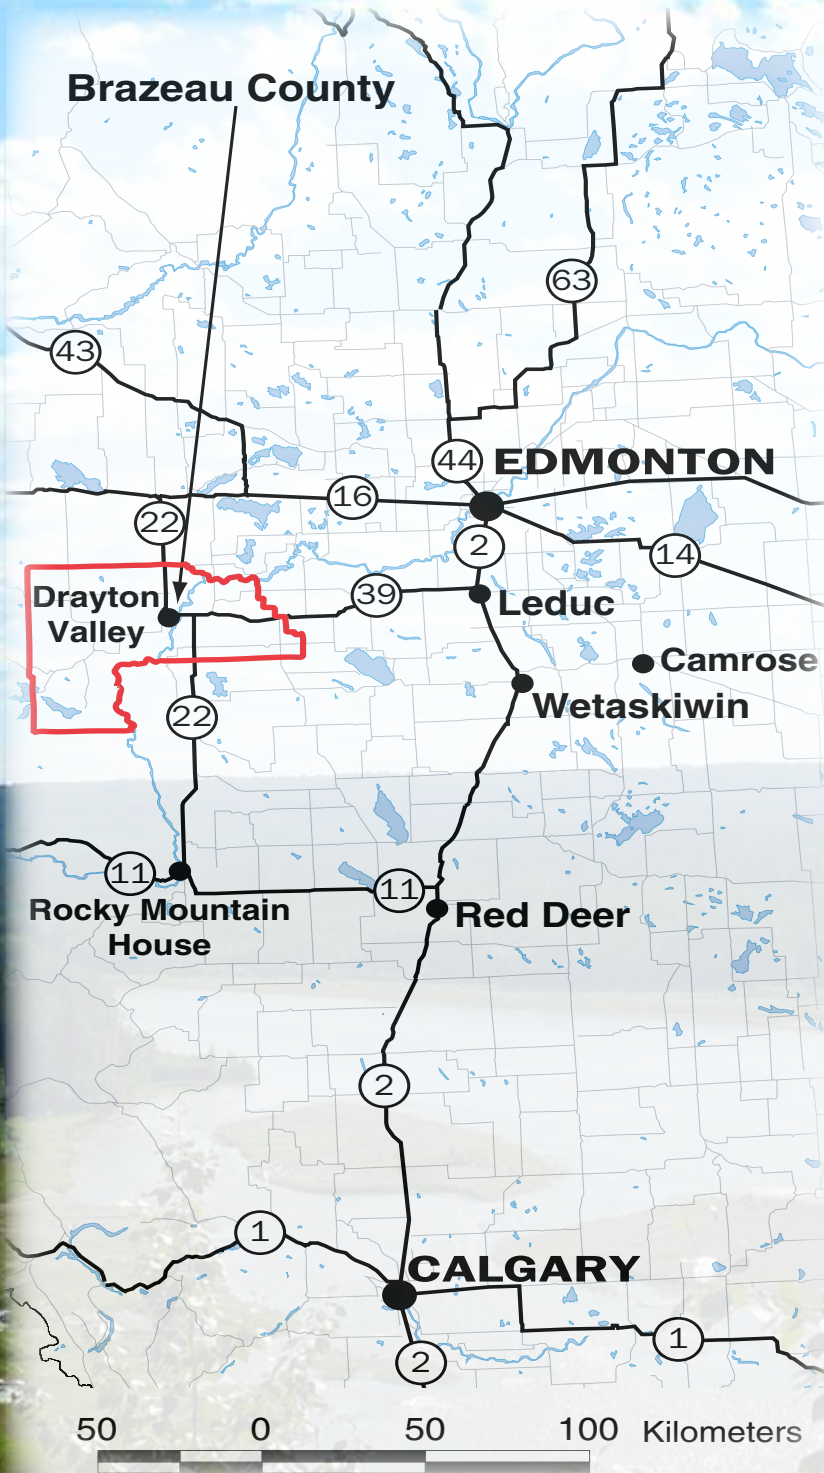 Brazeau County
63
43
44
EDMONTON
16
22
2
14
39
Drayton
Valley
Leduc
Camrose
Wetaskiwin
22
11
11
Rocky Mountain
House
Red Deer
2
1
CALGARY
1
2
50 0 50 100 Kilometers